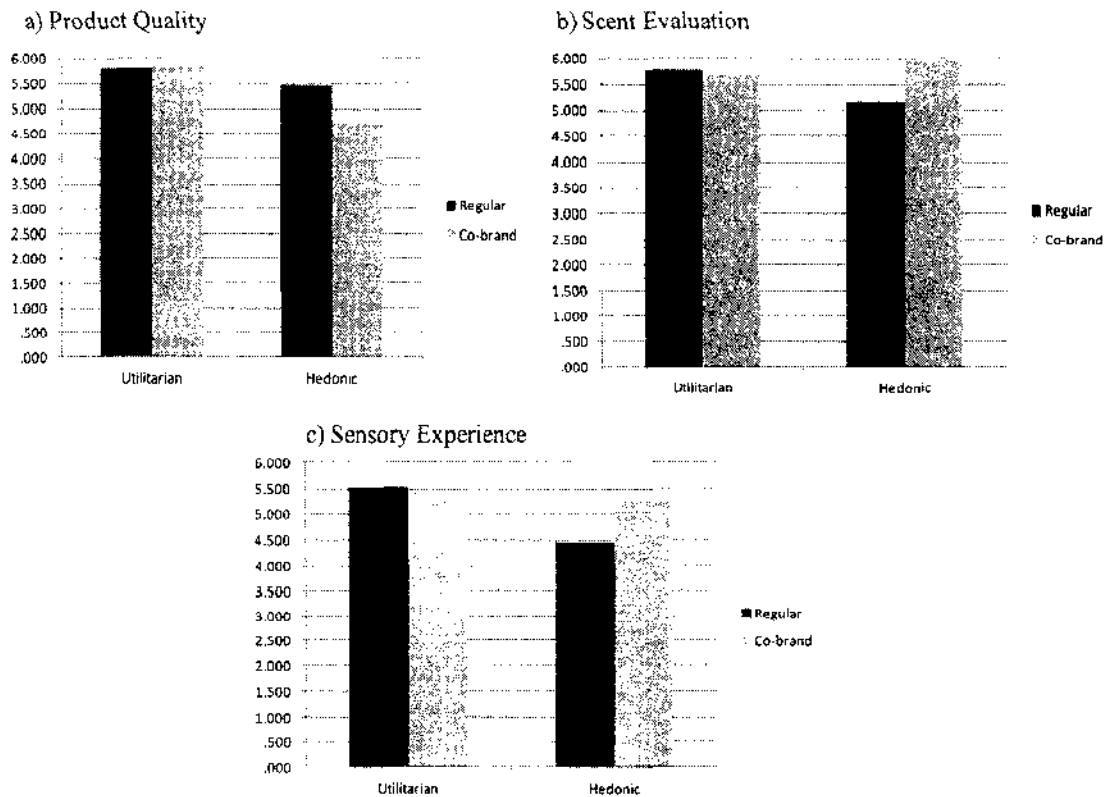 a) Product Quality
6.000
5.500
5.000
4.500
4.000
3.500
3.000
2.500
2.000
1.500
1.000
.500
.000
Utilitarian
Hedonic
Regular
Co-brand
b) Scent Evaluation
6.000
5.500
5.000
4.500
4.000
3.500
3.000
2.500
2.000
1.500
1.000
.500
.000
Utilitarian
Hedonic
Regular
Co-brand
c) Sensory Experience
6.000
5.500
5.000
4.500
4.000
3.500
3.000
2.500
2.000
1.500
1.000
.500
.000
Utilitarian
Hedonic
Regular
Co-brand